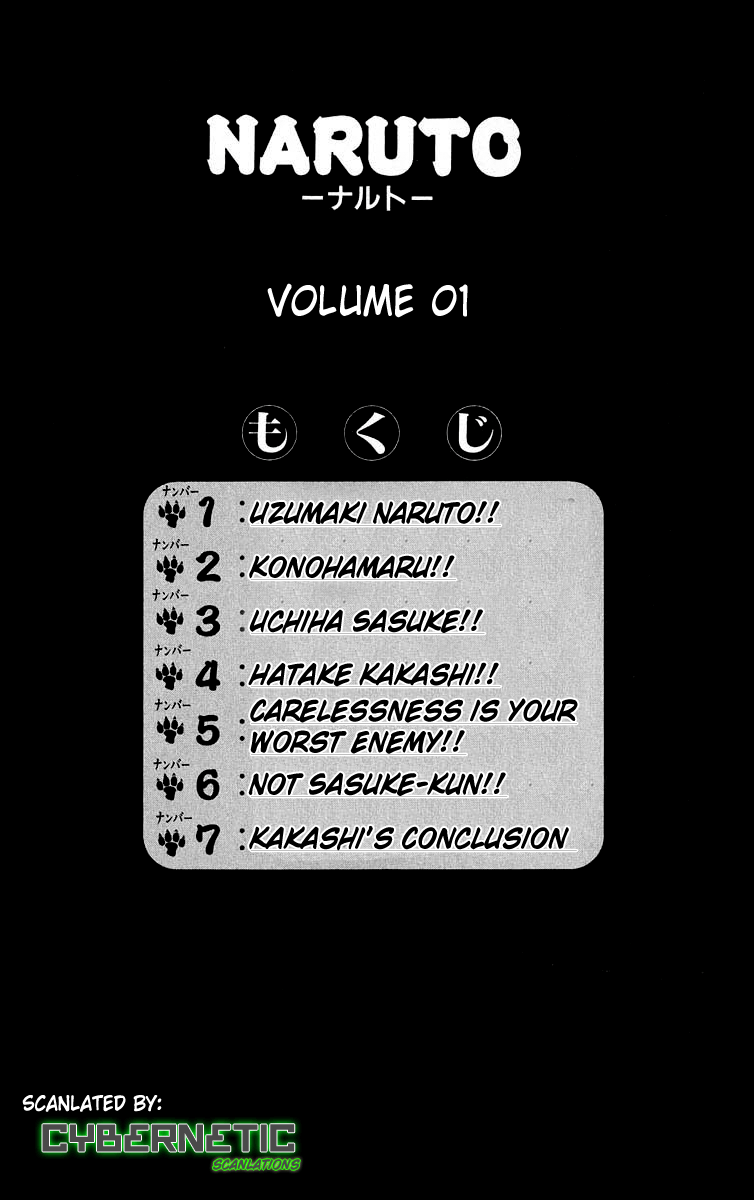 NARUTO
ーナルトー
VOLUME 01
もくじ
ナンバー
1 : UZUMAKI NARUTO!!
ナンバー
2 : KONOHAMARU!!
ナンバー
3 : UCHIHA SASUKE!!
ナンバー
4 : HATAKE KAKASHI!!
ナンバー
5 : CARELESSNESS IS YOUR
WORST ENEMY!!
ナンバー
6 : NOT SASUKE-KUN!!
ナンバー
7 : KAKASHI'S CONCLUSION
SCANLATED BY:
CYBERNETIC
SCANLATIONS